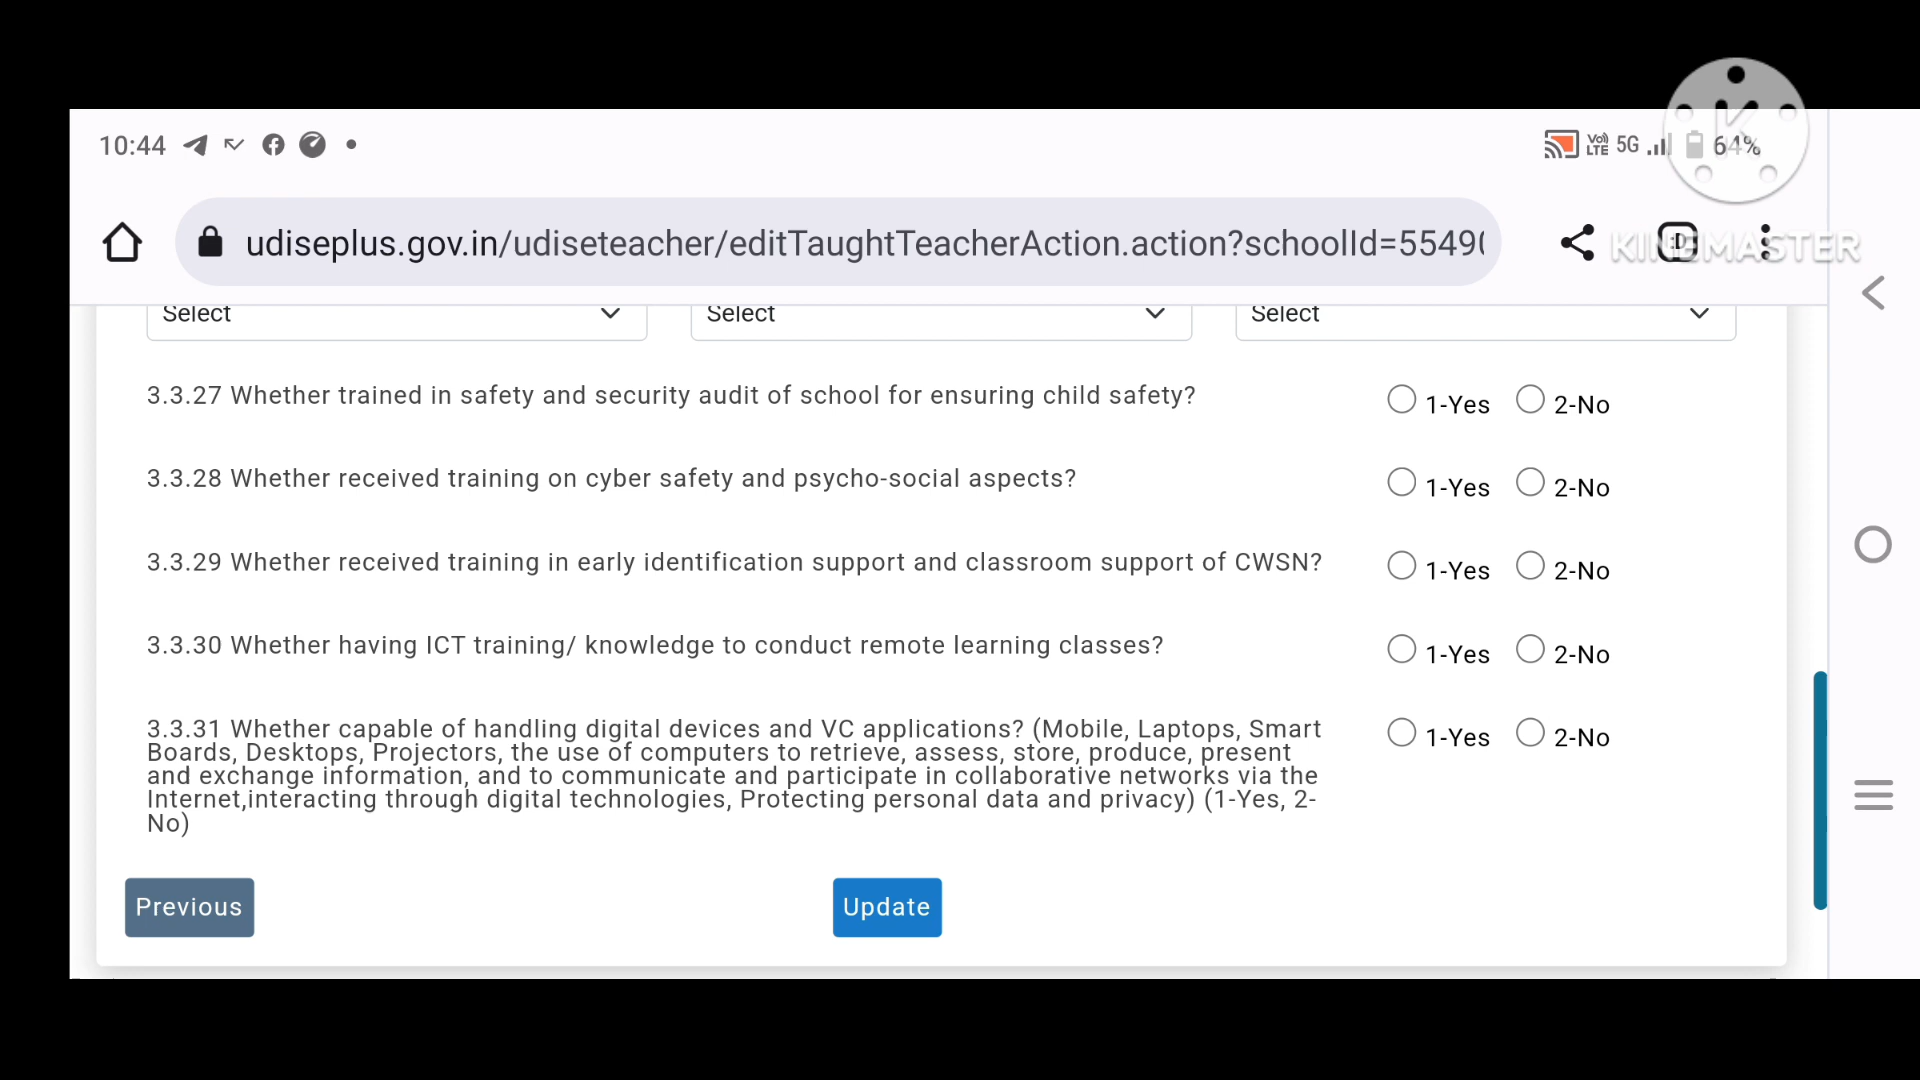 10:44
Vo)) LTE 5G 64%
udiseplus.gov.in/udiseteacher/editTaughtTeacherAction.action?schoolId=5549
:D
KINEMASTER
Select Select Select
3.3.27 Whether trained in safety and security audit of school for ensuring child safety? 1-Yes 2-No
3.3.28 Whether received training on cyber safety and psycho-social aspects? 1-Yes 2-No
3.3.29 Whether received training in early identification support and classroom support of CWSN? 1-Yes 2-No
3.3.30 Whether having ICT training/ knowledge to conduct remote learning classes? 1-Yes 2-No
3.3.31 Whether capable of handling digital devices and VC applications? (Mobile, Laptops, Smart 1-Yes 2-No
Boards, Desktops, Projectors, the use of computers to retrieve, assess, store, produce, present
and exchange information, and to communicate and participate in collaborative networks via the
Internet,interacting through digital technologies, Protecting personal data and privacy) (1-Yes, 2-
No)
Previous Update